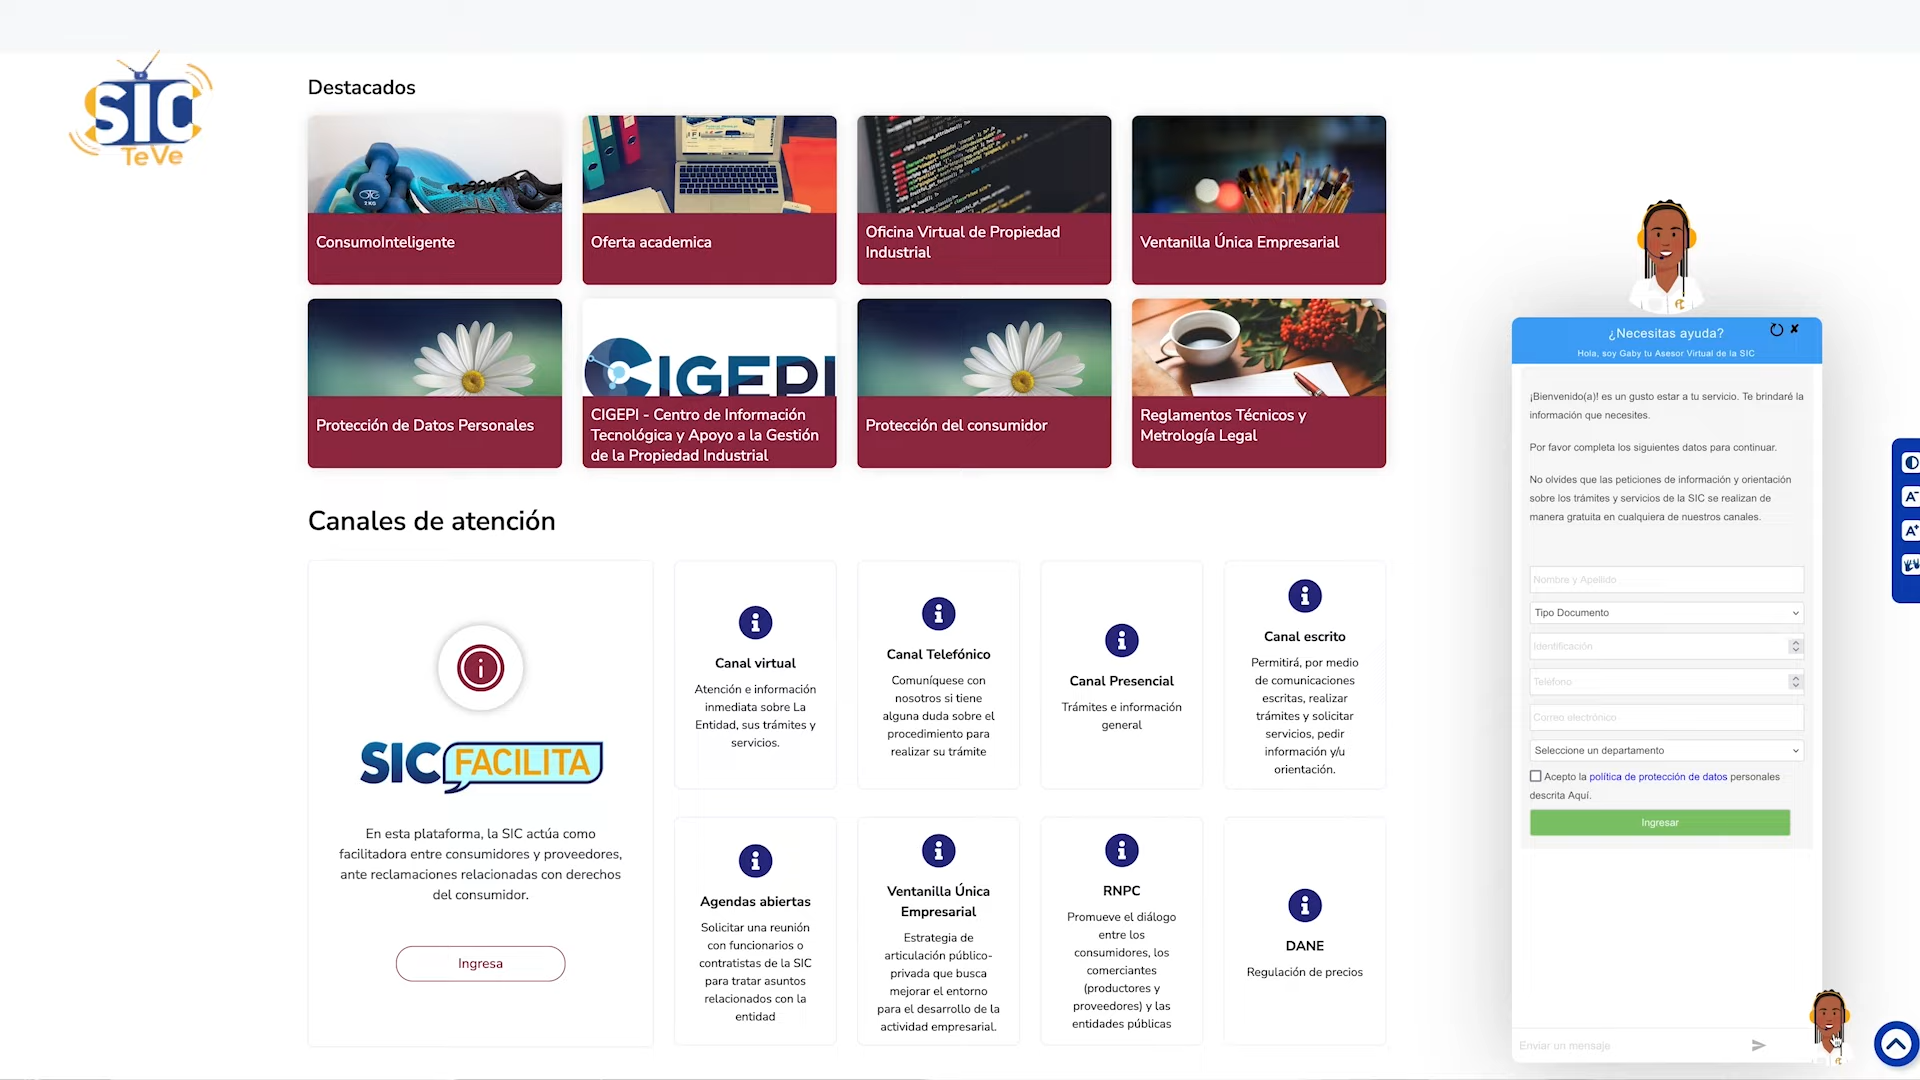 SIC
TeVe
Destacados
ConsumoInteligente
Oferta academica
Oficina Virtual de Propiedad
Industrial
Ventanilla Única Empresarial
Protección de Datos Personales
CIGEPI
CIGEPI - Centro de Información
Tecnológica y Apoyo a la Gestión
de la Propiedad Industrial
Protección del consumidor
Reglamentos Técnicos y
Metrología Legal
Canales de atención
SIC FACILITA
En esta plataforma, la SIC actúa como
facilitadora entre consumidores y proveedores,
ante reclamaciones relacionadas con derechos
del consumidor.
Ingresa
Canal virtual
Atención e información
inmediata sobre La
Entidad, sus trámites y
servicios.
Canal Telefónico
Comuníquese con
nosotros si tiene
alguna duda sobre el
procedimiento para
realizar su trámite
Canal Presencial
Trámites e información
general
Canal escrito
Permitirá, por medio
de comunicaciones
escritas, realizar
trámites y solicitar
servicios, pedir
información y/u
orientación.
Agendas abiertas
Solicitar una reunión
con funcionarios o
contratistas de la SIC
para tratar asuntos
relacionados con la
entidad
Ventanilla Única
Empresarial
Estrategia de
articulación público-
privada que busca
mejorar el entorno
para el desarrollo de la
actividad empresarial.
RNPC
Promueve el diálogo
entre los
consumidores, los
comerciantes
(productores y
proveedores) y las
entidades públicas
DANE
Regulación de precios
¿Necesitas ayuda?
Hola, soy Gaby tu Asesor Virtual de la SIC
¡Bienvenido(a)! es un gusto estar a tu servicio. Te brindaré la
información que necesites.
Por favor completa los siguientes datos para continuar.
No olvides que las peticiones de información y orientación
sobre los trámites y servicios de la SIC se realizan de
manera gratuita en cualquiera de nuestros canales.
Nombre y Apellido
Tipo Documento
Identificación
Teléfono
Correo electrónico
Seleccione un departamento
Acepto la política de protección de datos personales
descrita Aquí.
Ingresar
Enviar un mensaje
A-
A+